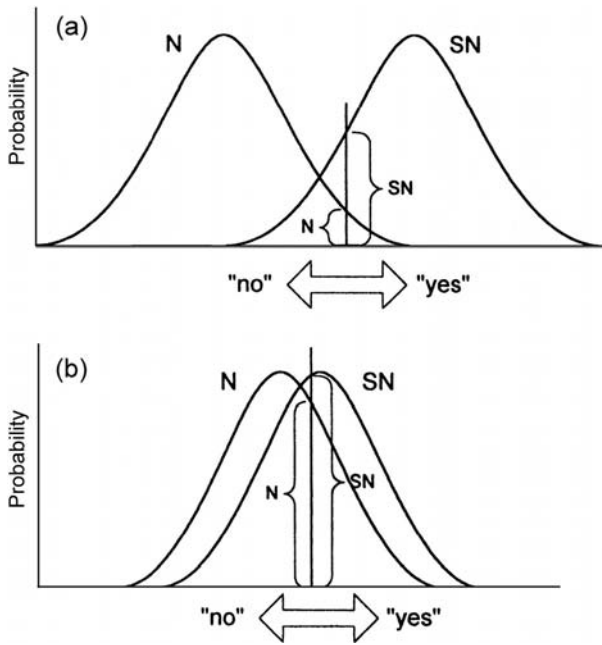 (a)
N
SN
Probability
SN
N
"no"
"yes"
(b)
N
SN
Probability
N
SN
"no"
"yes"